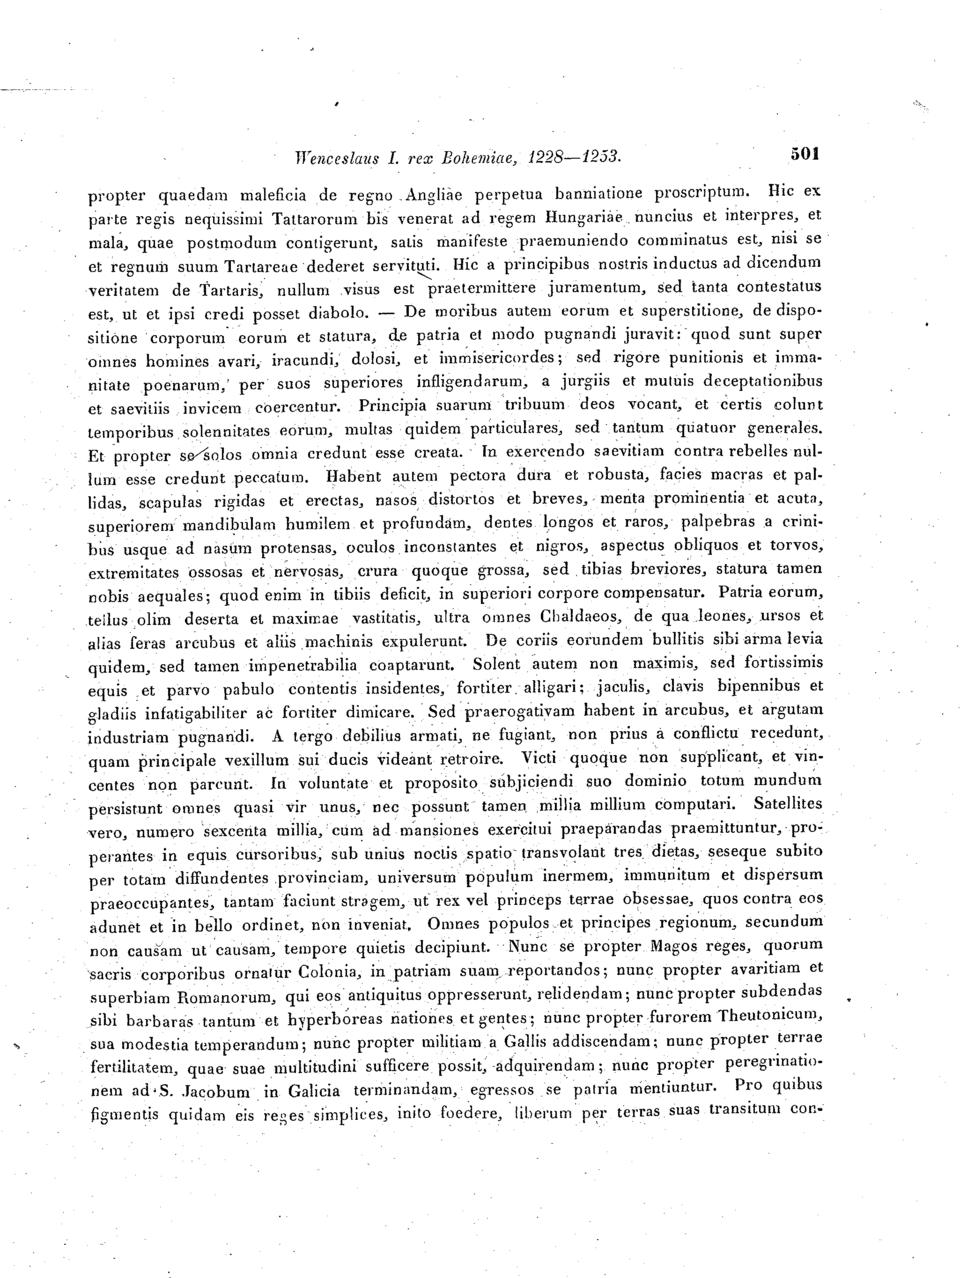 Wenceslaus I. rex Bohemiae, 1228—1253. 501
propter quaedam maleficia de regno Angliae perpetua banniatione proscriptum. Hic ex
parte regis nequissimi Tattarorum bis venerat ad regem Hungariae nuncius et interpres, et
mala, quae postmodum contigerunt, satis manifeste praemuniendo comminatus est, nisi se
et regnum suum Tartareae dederet servituti. Hic a principibus nostris inductus ad dicendum
veritatem de Tartaris, nullum visus est praetermittere juramentum, sed tanta contestatus
est, ut et ipsi credi posset diabolo. — De moribus autem eorum et superstitione, de dispo-
sitione corporum eorum et statura, de patria et modo pugnandi juravit: quod sunt super
omnes homines avari, iracundi, dolosi, et immisericordes; sed rigore punitionis et imma-
nitate poenarum, per suos superiores infligendarum, a jurgiis et mutuis deceptationibus
et saevitiis invicem coercentur. Principia suarum tribuum deos vocant, et certis colunt
temporibus solennitates eorum, multas quidem particulares, sed tantum quatuor generales.
Et propter se solos omnia credunt esse creata. In exercendo saevitiam contra rebelles nul-
lum esse credunt peccatum. Habent autem pectora dura et robusta, facies macras et pal-
lidas, scapulas rigidas et erectas, nasos distortos et breves, menta prominentia et acuta,
superiorem mandibulam humilem et profundam, dentes longos et raros, palpebras a crini-
bus usque ad nasum protensas, oculos inconstantes et nigros, aspectus obliquos et torvos,
extremitates ossosas et nervosas, crura quoque grossa, sed tibias breviores, statura tamen
nobis aequales; quod enim in tibiis deficit, in superiori corpore compensatur. Patria eorum,
tellus olim deserta et maximae vastitatis, ultra omnes Chaldaeos, de qua leones, ursos et
alias feras arcubus et aliis machinis expulerunt. De coriis eorundem bullitis sibi arma levia
quidem, sed tamen impenetrabilia coaptarunt. Solent autem non maximis, sed fortissimis
equis et parvo pabulo contentis insidentes, fortiter alligari; jaculis, clavis bipennibus et
gladiis infatigabiliter ac fortiter dimicare. Sed praerogativam habent in arcubus, et argutam
industriam pugnandi. A tergo debilius armati, ne fugiant, non prius a conflictu recedunt,
quam principale vexillum sui ducis videant retroire. Victi quoque non supplicant, et vin-
centes non parcunt. In voluntate et proposito subjiciendi suo dominio totum mundum
persistunt omnes quasi vir unus, nec possunt tamen millia millium computari. Satellites
vero, numero sexcenta millia, cum ad mansiones exercitui praeparandas praemittuntur, pro-
perantes in equis cursoribus, sub unius noctis spatio transvolant tres dietas, seseque subito
per totam diffundentes provinciam, universum populum inermem, immunitum et dispersum
praeoccupantes, tantam faciunt stragem, ut rex vel princeps terrae obsessae, quos contra eos
adunet et in bello ordinet, non inveniat. Omnes populos et principes regionum, secundum
non causam ut causam, tempore quietis decipiunt. Nunc se propter Magos reges, quorum
sacris corporibus ornatur Colonia, in patriam suam reportandos; nunc propter avaritiam et
superbiam Romanorum, qui eos antiquitus oppresserunt, relidendam; nunc propter subdendas
sibi barbaras tantum et hyperboreas nationes et gentes; nunc propter furorem Theutonicum,
sua modestia temperandum; nunc propter militiam a Gallis addiscendam; nunc propter terrae
fertilitatem, quae suae multitudini sufficere possit, adquirendam; nunc propter peregrinatio-
nem ad S. Jacobum in Galicia terminandam, egressos se patria mentiuntur. Pro quibus
figmentis quidam eis reges simplices, inito foedere, liberum per terras suas transitum con-